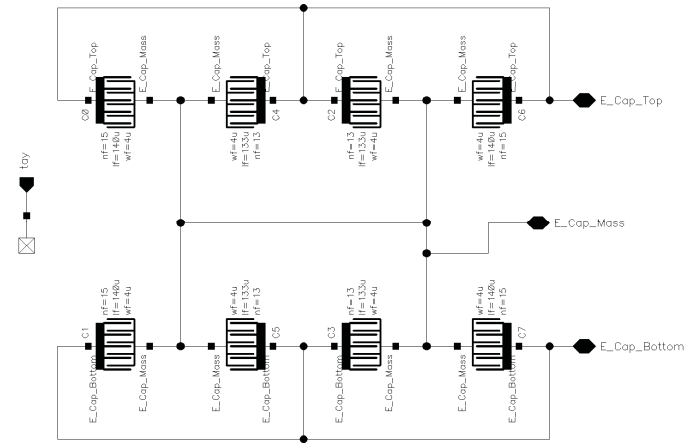 E_Cap_Top
E_Cap_Mass
E_Cap_Mass
E_Cap_Top
E_Cap_Top
E_Cap_Mass
E_Cap_Mass
E_Cap_Top
C0
C4
C2
C6
E_Cap_Top
nf=15
lf=140u
wf=4u
wf=4u
lf=133u
nf=13
nf=13
lf=133u
wf=4u
wf=4u
lf=140u
nf=15
tay
E_Cap_Mass
nf=15
lf=140u
wf=4u
wf=4u
lf=133u
nf=13
nf=13
lf=133u
wf=4u
wf=4u
lf=140u
nf=15
C1
C5
C3
C7
E_Cap_Bottom
E_Cap_Bottom
E_Cap_Mass
E_Cap_Mass
E_Cap_Bottom
E_Cap_Bottom
E_Cap_Mass
E_Cap_Mass
E_Cap_Bottom